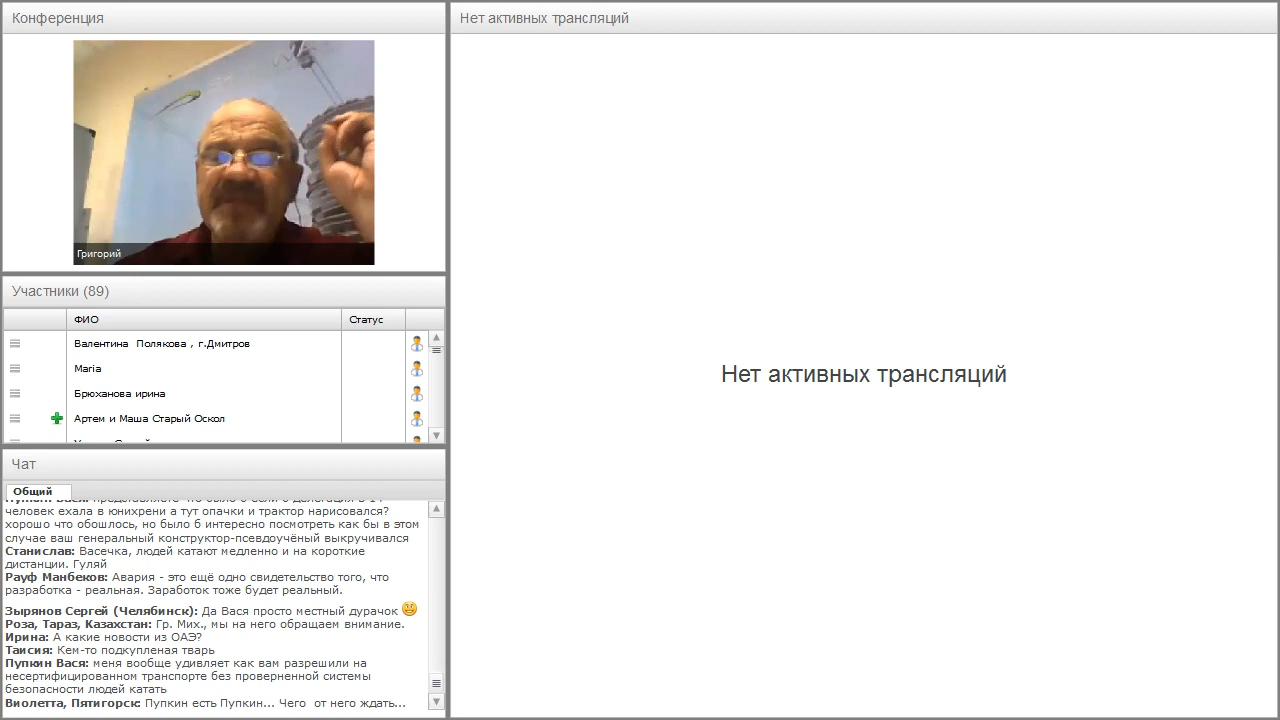 Конференция
Нет активных трансляций
Григорий
Участники (89)
ФИО
Статус
Валентина Полякова , г.Дмитров
Maria
Брюханова ирина
Артем и Маша Старый Оскол
Чат
Общий
человек ехала в юнихрени а тут опачки и трактор нарисовался?
хорошо что обошлось, но было б интересно посмотреть как бы в этом
случае ваш генеральный конструктор-псевдоучёный выкручивался
Станислав: Васечка, людей катают медленно и на короткие
дистанции. Гуляй
Рауф Манбеков: Авария - это ещё одно свидетельство того, что
разработка - реальная. Заработок тоже будет реальный.
Зырянов Сергей (Челябинск): Да Вася просто местный дурачок
Роза, Тараз, Казахстан: Гр. Мих., мы на него обращаем внимание.
Ирина: А какие новости из ОАЭ?
Таисия: Кем-то подкупленая тварь
Пупкин Вася: меня вообще удивляет как вам разрешили на
несертифицированном транспорте без проверненной системы
безопасности людей катать
Виолетта, Пятигорск: Пупкин есть Пупкин... Чего от него ждать...
Нет активных трансляций